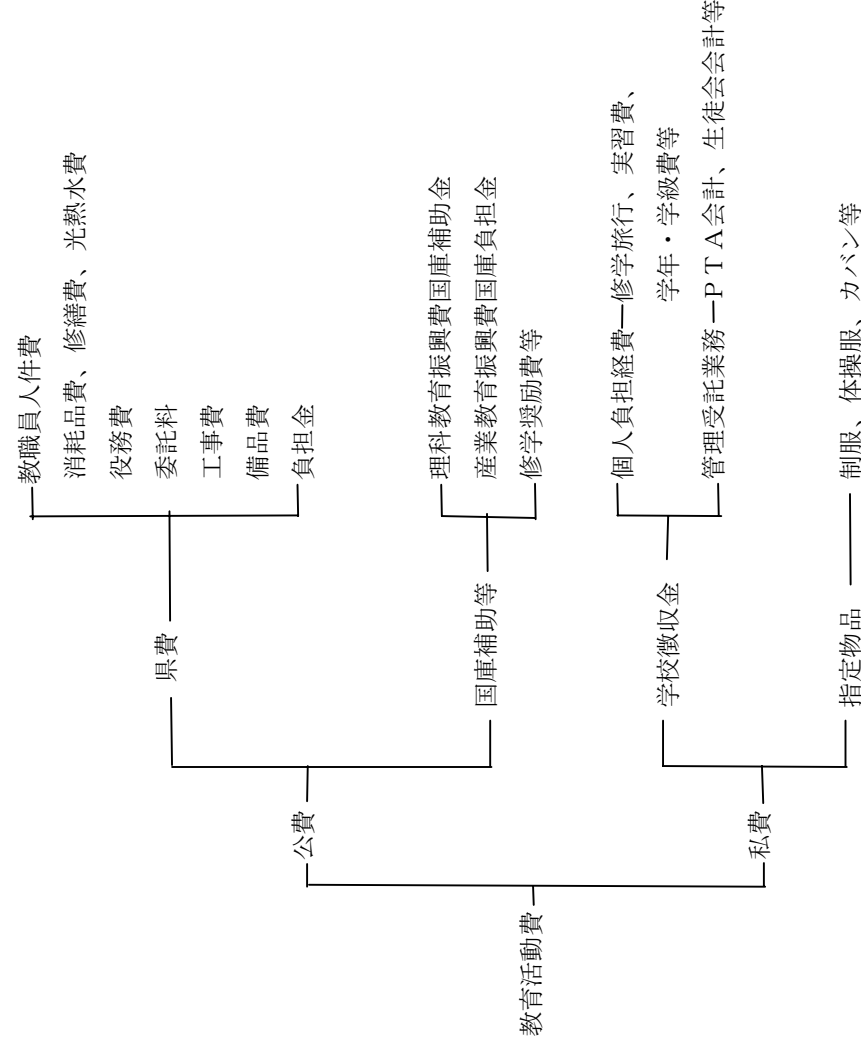 教育活動費
公費
県費
教職員人件費
消耗品費、修繕費、光熱水費
役務費
委託料
工事費
備品費
負担金
国庫補助等
理科教育振興費国庫補助金
産業教育振興費国庫負担金
修学奨励費等
私費
学校徴収金
個人負担経費―修学旅行、実習費、
学年・学級費等
管理受託業務―ＰＴＡ会計、生徒会会計等
指定物品
制服、体操服、カバン等